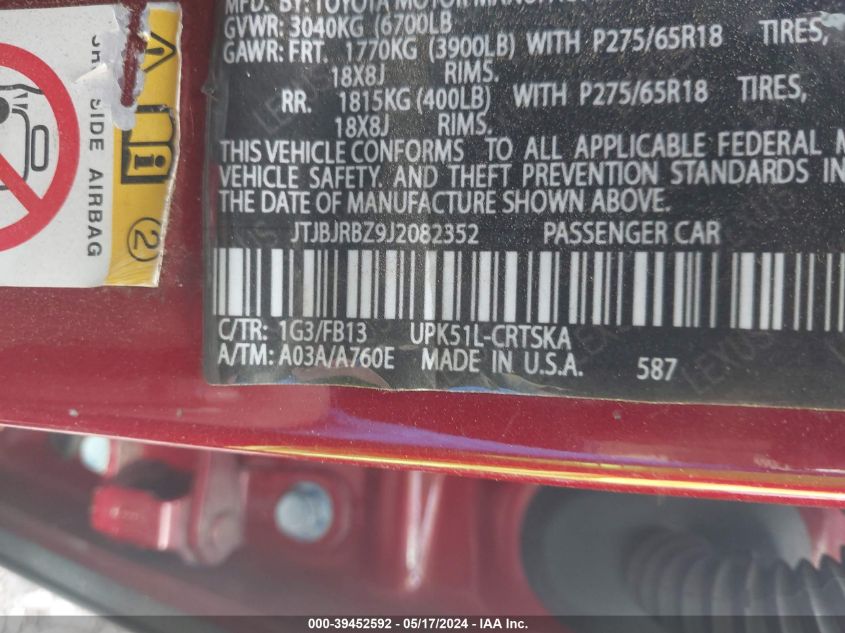 MFD. BY: TOYOTA MOTOR
GVWR: 3040KG (6700LB
GAWR: FRT. 1770KG (3900LB) WITH P275/65R18 TIRES,
18X8J RIMS.
RR. 1815KG (400LB) WITH P275/65R18 TIRES,
18X8J RIMS.
THIS VEHICLE CONFORMS TO ALL APPLICABLE FEDERAL M
VEHICLE SAFETY. AND THEFT PREVENTION STANDARDS IN
THE DATE OF MANUFACTURE SHOWN ABOVE.
JTJBJRBZ9J2082352 PASSENGER CAR
C/TR: 1G3/FB13 UPK51L-CRTSKA
A/TM: A03A/A760E MADE IN U.S.A. 587
SIDE AIRBAG
2
LEXUS
000-39452592 - 05/17/2024 - IAAI, Inc.